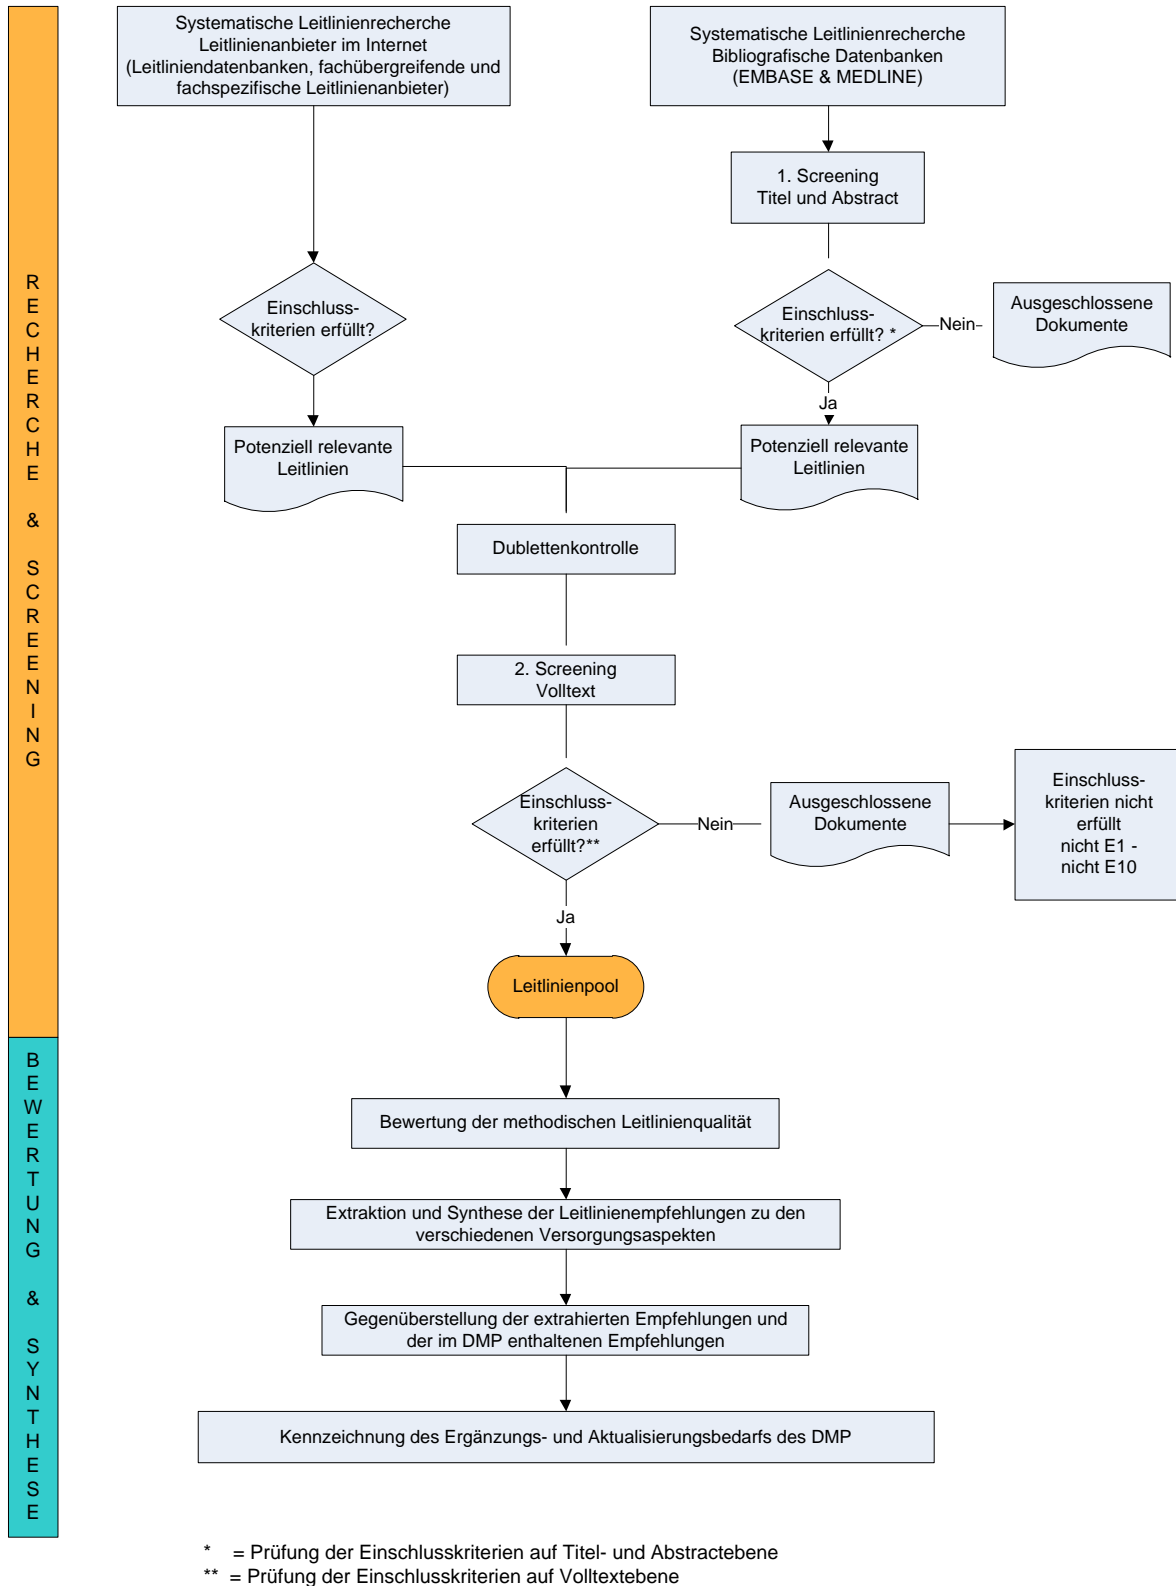 RECHERCHE & SCREENING
BEWERTUNG & SYNTHESE
Systematische Leitlinienrecherche
Leitlinienanbieter im Internet
(Leitliniendatenbanken, fachübergreifende und
fachspezifische Leitlinienanbieter)
Systematische Leitlinienrecherche
Bibliografische Datenbanken
(EMBASE & MEDLINE)
1. Screening
Titel und Abstract
Einschluss-
kriterien erfüllt?
Einschluss-
kriterien erfüllt? *
Nein
Ausgeschlossene
Dokumente
Ja
Potenziell relevante
Leitlinien
Potenziell relevante
Leitlinien
Dublettenkontrolle
2. Screening
Volltext
Einschluss-
kriterien
erfüllt?**
Nein
Ausgeschlossene
Dokumente
Einschluss-
kriterien nicht
erfüllt
nicht E1 -
nicht E10
Ja
Leitlinienpool
Bewertung der methodischen Leitlinienqualität
Extraktion und Synthese der Leitlinienempfehlungen zu den
verschiedenen Versorgungsaspekten
Gegenüberstellung der extrahierten Empfehlungen und
der im DMP enthaltenen Empfehlungen
Kennzeichnung des Ergänzungs- und Aktualisierungsbedarfs des DMP
* = Prüfung der Einschlusskriterien auf Titel- und Abstractebene
** = Prüfung der Einschlusskriterien auf Volltextebene